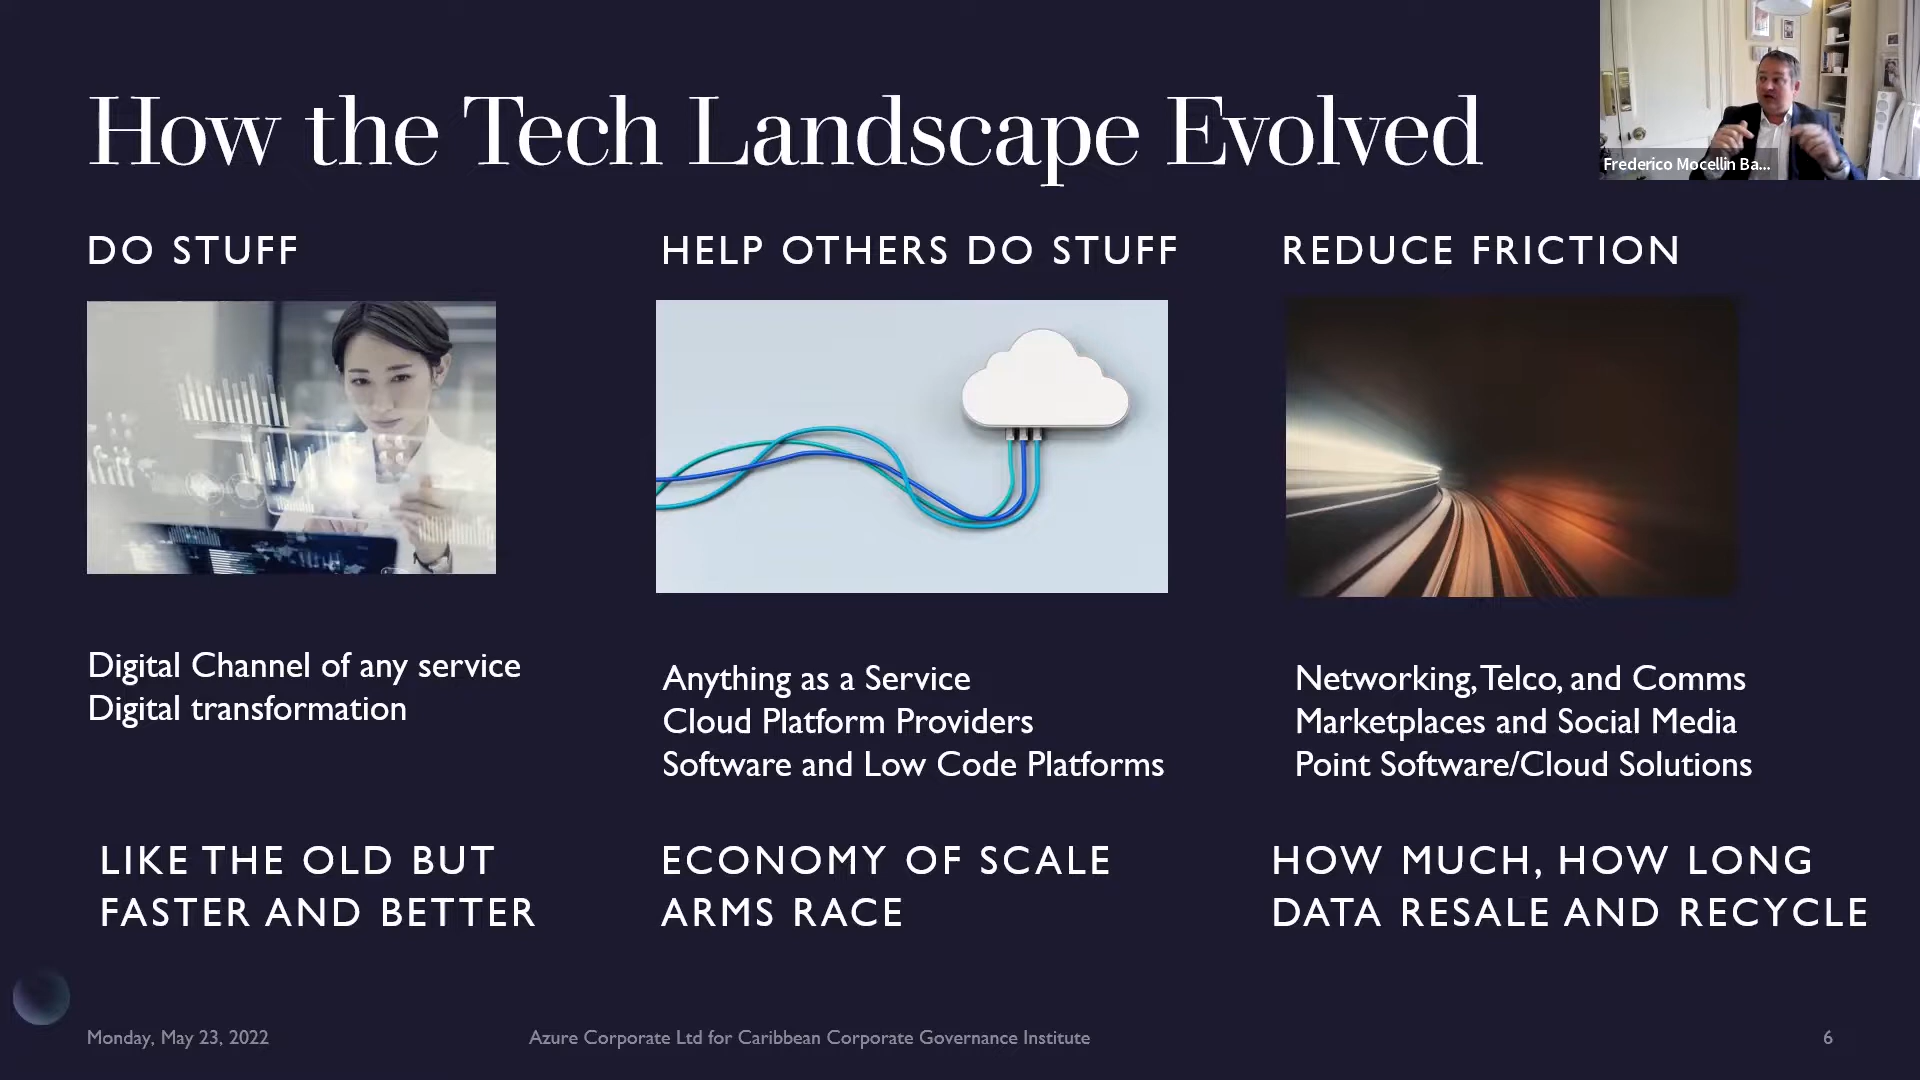 How the Tech Landscape Evolved
Frederico Mocellin Ba...
DO STUFF
HELP OTHERS DO STUFF
REDUCE FRICTION
Digital Channel of any service
Digital transformation
Anything as a Service
Cloud Platform Providers
Software and Low Code Platforms
Networking, Telco, and Comms
Marketplaces and Social Media
Point Software/Cloud Solutions
LIKE THE OLD BUT
FASTER AND BETTER
ECONOMY OF SCALE
ARMS RACE
HOW MUCH, HOW LONG
DATA RESALE AND RECYCLE
Monday, May 23, 2022
Azure Corporate Ltd for Caribbean Corporate Governance Institute
6